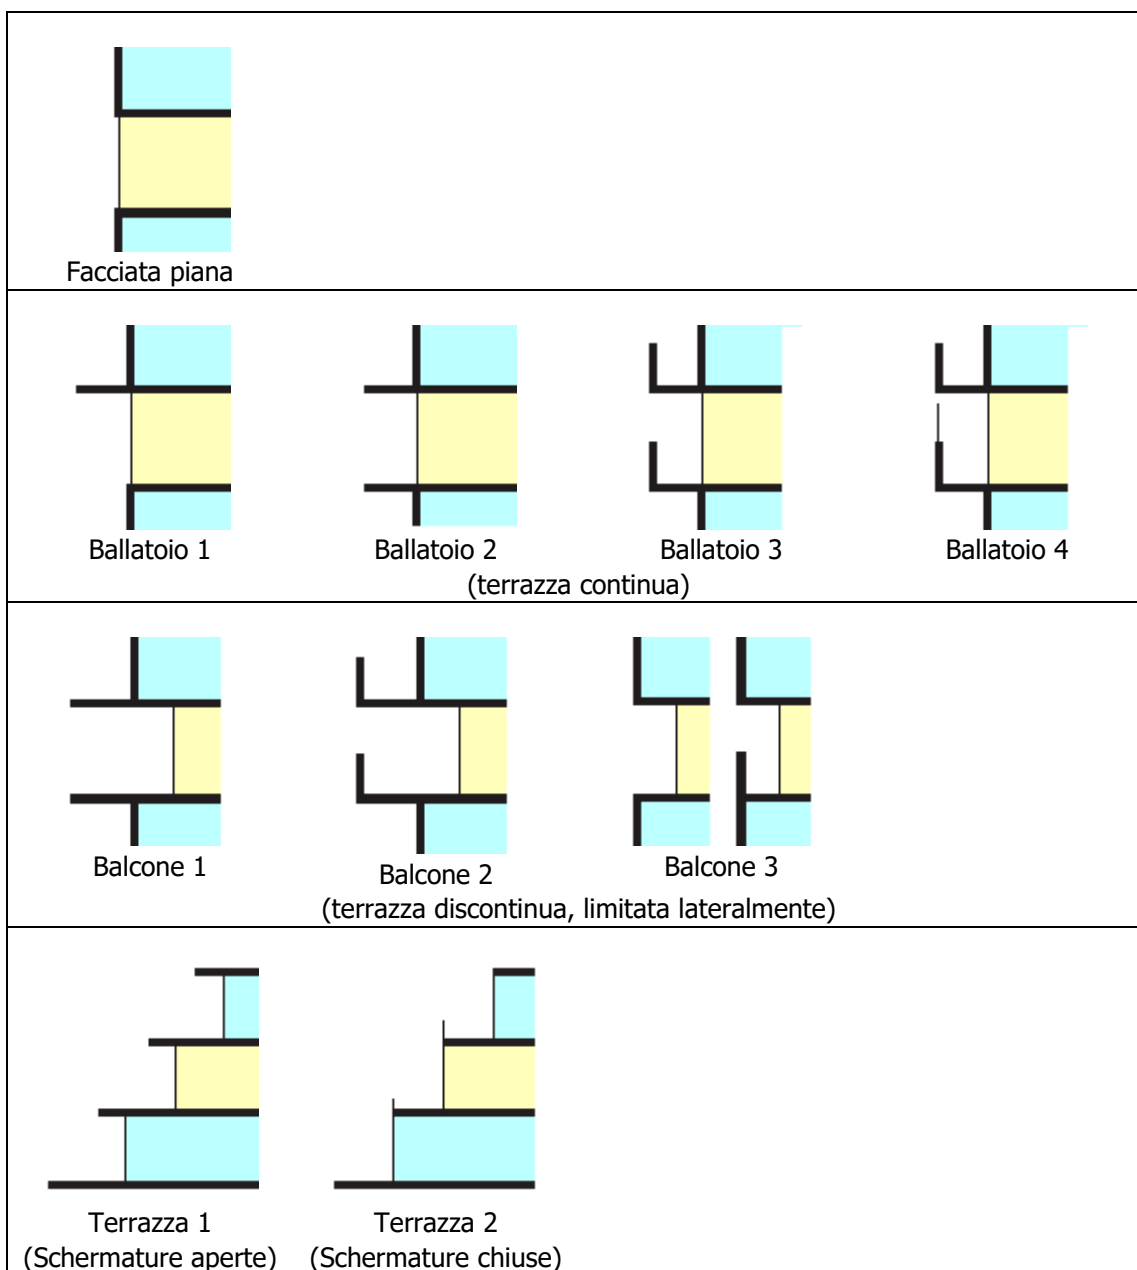 Facciata piana
Ballatoio 1 Ballatoio 2 Ballatoio 3 Ballatoio 4
(terrazza continua)
Balcone 1 Balcone 2 Balcone 3
(terrazza discontinua, limitata lateralmente)
Terrazza 1 Terrazza 2
(Schermature aperte) (Schermature chiuse)